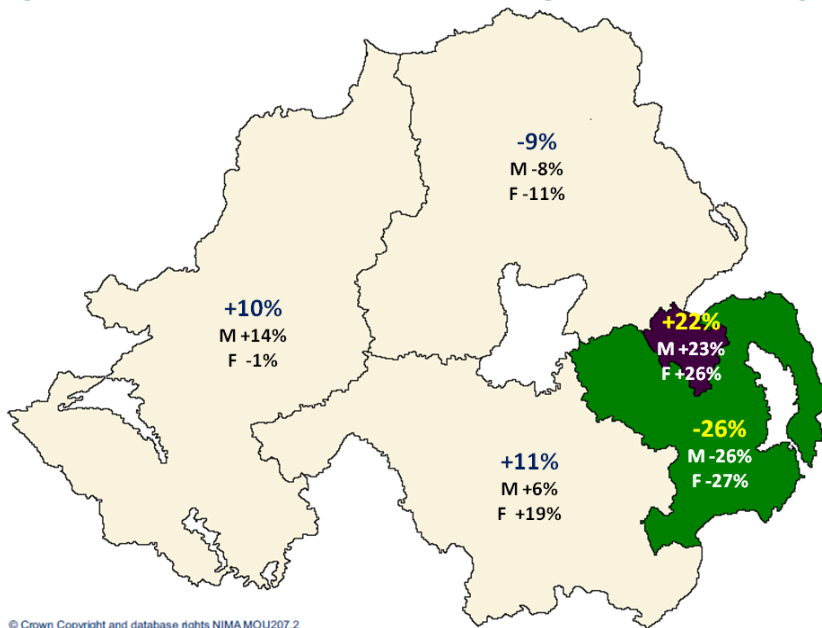 -9%
M -8%
F -11%
+10%
M +14%
F -1%
+22%
M +23%
F +26%
-26%
M -26%
F -27%
+11%
M +6%
F +19%
© Crown Copyright and database rights NIMA MOU207.2